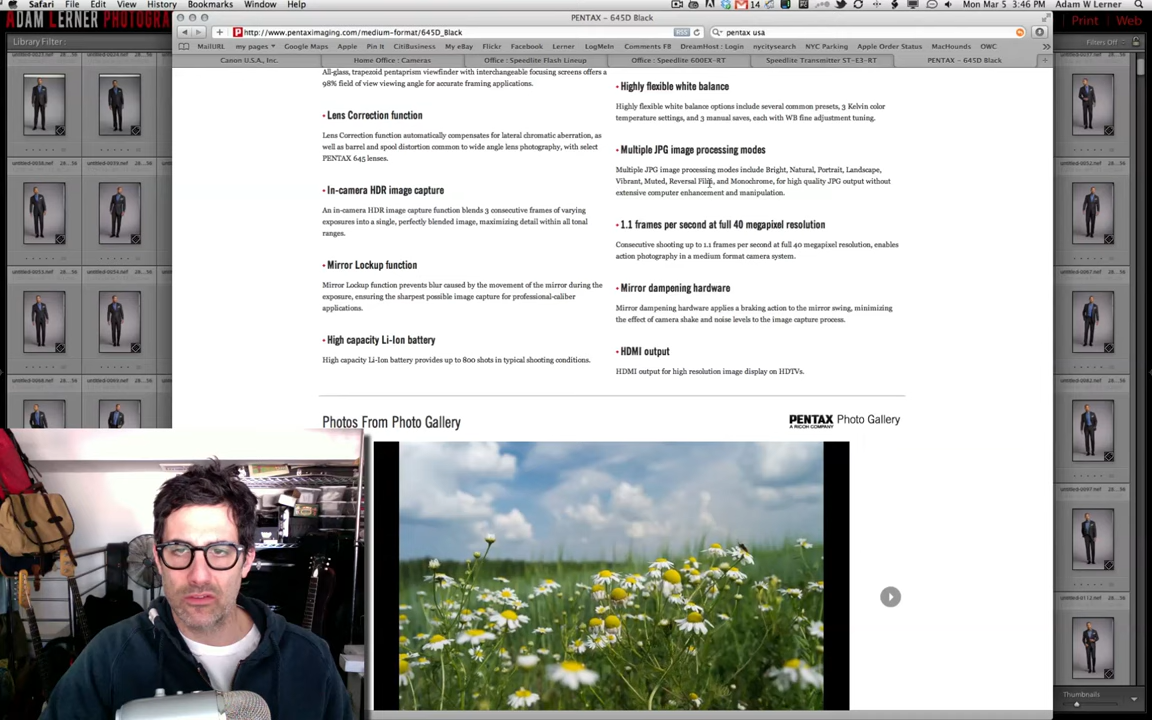 Safari File Edit View History Bookmarks Window Help
14
Mon Mar 5 3:46 PM Adam W Lerner
PENTAX – 645D Black
http://www.pentaximaging.com/medium-format/645D_Black
RSS
pentax usa
MailURL my pages Google Maps Apple Pin It CitiBusiness My eBay Flickr Facebook Lerner LogMeIn Comments FB DreamHost : Login nycitysearch NYC Parking Apple Order Status MacHounds OWC
Canon U.S.A., Inc. Home Office : Cameras Office : Speedlite Flash Lineup Office : Speedlite 600EX-RT Speedlite Transmitter ST-E3-RT PENTAX – 645D Black
ADAM LERNER
Print Web
Library Filter :
Filters Off
All-glass, trapezoid pentaprism viewfinder with interchangeable focusing screens offers a
98% field of view viewing angle for accurate framing applications.
• Lens Correction function
Lens Correction function automatically compensates for lateral chromatic aberration, as
well as barrel and spool distortion common to wide angle lens photography, with select
PENTAX 645 lenses.
• In-camera HDR image capture
An in-camera HDR image capture function blends 3 consecutive frames of varying
exposures into a single, perfectly blended image, maximizing detail within all tonal
ranges.
• Mirror Lockup function
Mirror Lockup function prevents blur caused by the movement of the mirror during the
exposure, ensuring the sharpest possible image capture for professional-caliber
applications.
• High capacity Li-Ion battery
High capacity Li-Ion battery provides up to 800 shots in typical shooting conditions.
• Highly flexible white balance
Highly flexible white balance options include several common presets, 3 Kelvin color
temperature settings, and 3 manual saves, each with WB fine adjustment tuning.
• Multiple JPG image processing modes
Multiple JPG image processing modes include Bright, Natural, Portrait, Landscape,
Vibrant, Muted, Reversal Film, and Monochrome, for high quality JPG output without
extensive computer enhancement and manipulation.
• 1.1 frames per second at full 40 megapixel resolution
Consecutive shooting up to 1.1 frames per second at full 40 megapixel resolution, enables
action photography in a medium format camera system.
• Mirror dampening hardware
Mirror dampening hardware applies a braking action to the mirror swing, minimizing
the effect of camera shake and noise levels to the image capture process.
• HDMI output
HDMI output for high resolution image display on HDTVs.
Photos From Photo Gallery
PENTAX Photo Gallery
A RICOH COMPANY
Thumbnails